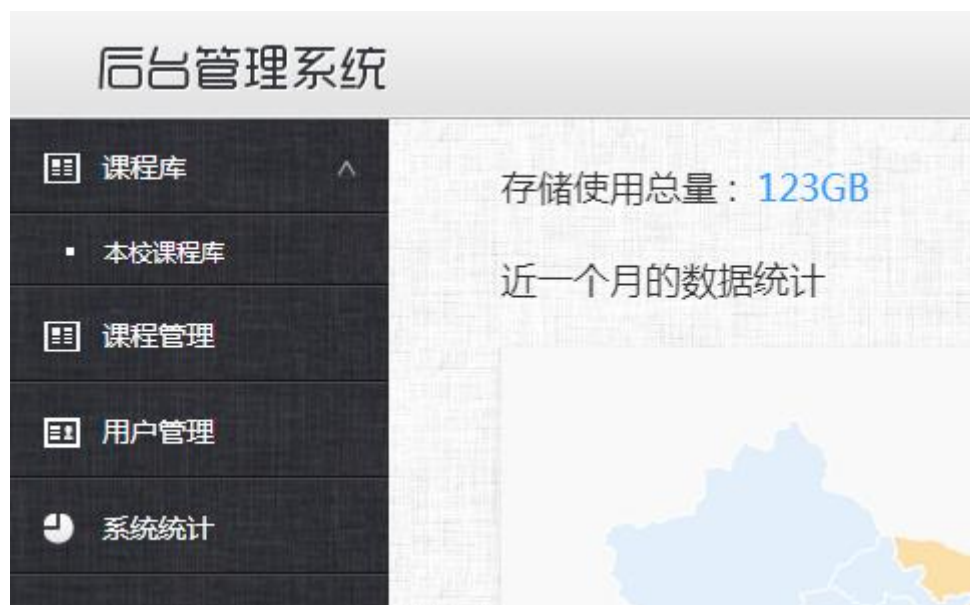 后台管理系统
课程库
本校课程库
课程管理
用户管理
系统统计
存储使用总量：123GB
近一个月的数据统计